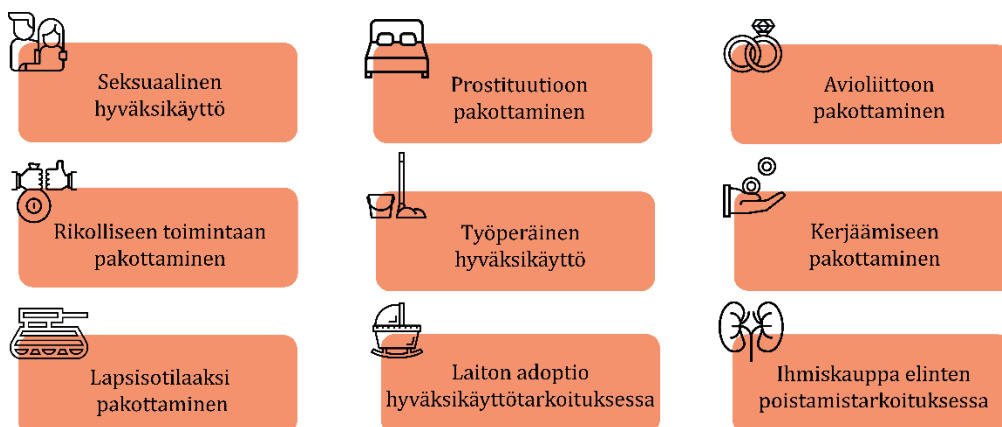 Seksuaalinen
hyväksikäyttö
Prostituutioon
pakottaminen
Avioliittoon
pakottaminen
Rikolliseen toimintaan
pakottaminen
Työperäinen
hyväksikäyttö
Kerjäämiseen
pakottaminen
Lapsisotilaaksi
pakottaminen
Laiton adoptio
hyväksikäyttötarkoituksessa
Ihmiskauppa elinten
poistamistarkoituksessa